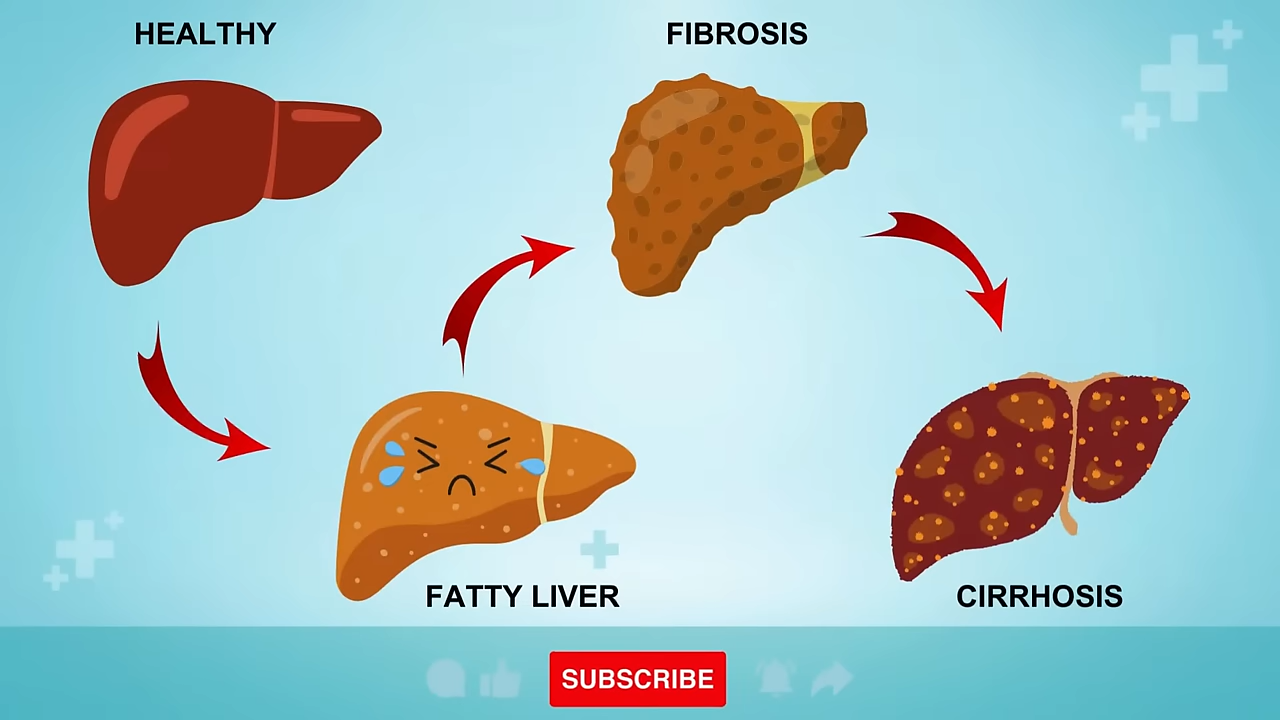 HEALTHY
FIBROSIS
FATTY LIVER
CIRRHOSIS
SUBSCRIBE